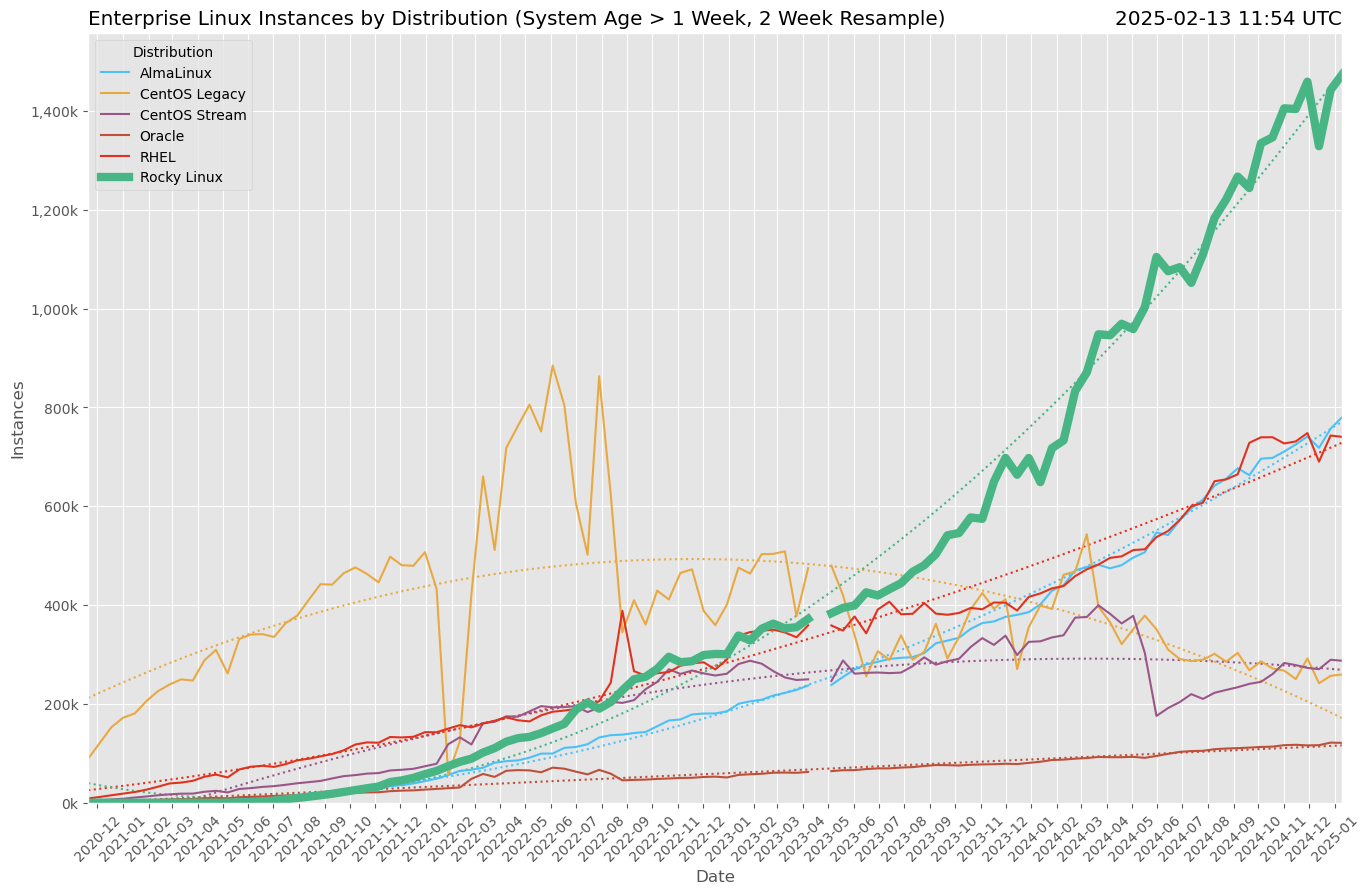 Enterprise Linux Instances by Distribution (System Age > 1 Week, 2 Week Resample)
2025-02-13 11:54 UTC
Distribution
AlmaLinux
CentOS Legacy
CentOS Stream
Oracle
RHEL
Rocky Linux
Instances
1,400k
1,200k
1,000k
800k
600k
400k
200k
0k
2020-12
2021-01
2021-02
2021-03
2021-04
2021-05
2021-06
2021-07
2021-08
2021-09
2021-10
2021-11
2021-12
2022-01
2022-02
2022-03
2022-04
2022-05
2022-06
2022-07
2022-08
2022-09
2022-10
2022-11
2022-12
2023-01
2023-02
2023-03
2023-04
2023-05
2023-06
2023-07
2023-08
2023-09
2023-10
2023-11
2023-12
2024-01
2024-02
2024-03
2024-04
2024-05
2024-06
2024-07
2024-08
2024-09
2024-10
2024-11
2024-12
2025-01
Date